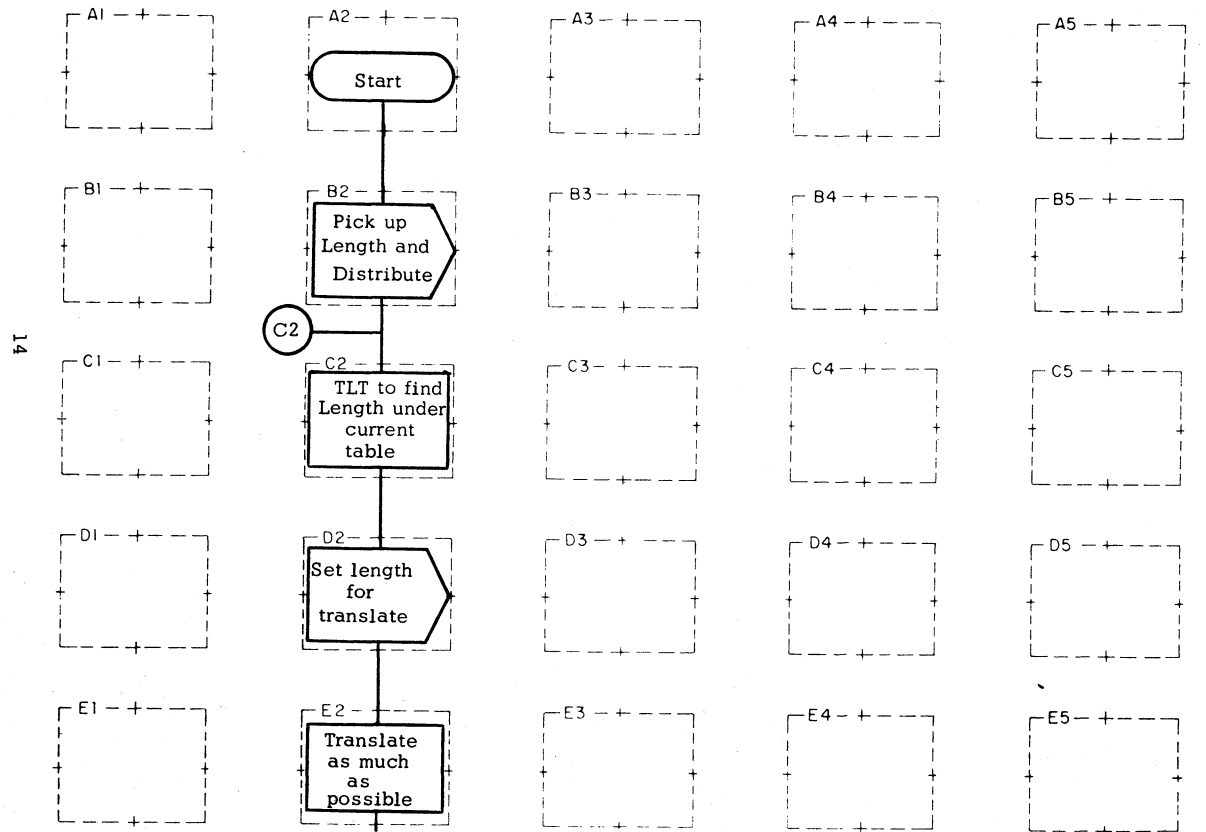 A1
A2
A3
A4
A5
Start
B1
B2
B3
B4
B5
Pick up
Length and
Distribute
C2
14
C1
C2
C3
C4
C5
TLT to find
Length under
current
table
D1
D2
D3
D4
D5
Set length
for
translate
E1
E2
E3
E4
E5
Translate
as much
as
possible